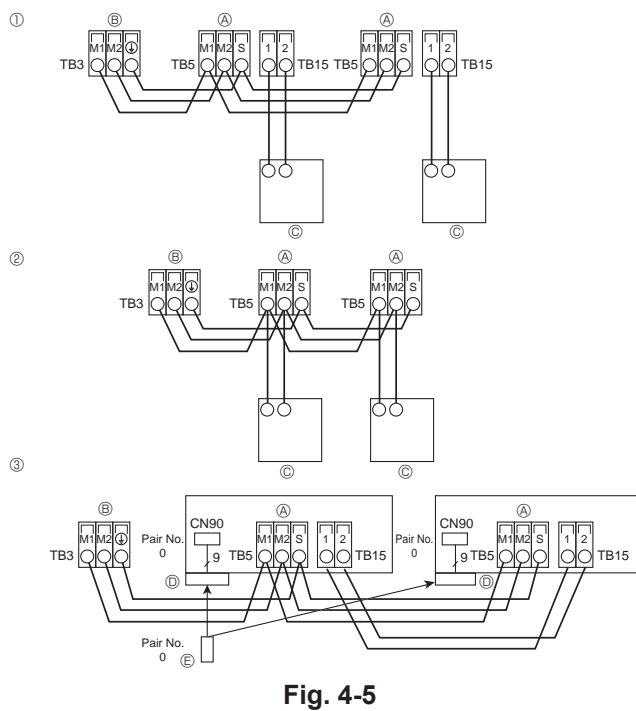 ①
Ⓑ Ⓐ Ⓐ
M1 M2 ⏚ M1 M2 S 1 2 M1 M2 S 1 2
TB3 TB5 TB15 TB5 TB15
Ⓒ Ⓒ
②
Ⓑ Ⓐ Ⓐ
M1 M2 ⏚ M1 M2 S M1 M2 S
TB3 TB5 TB5
Ⓒ Ⓒ
③
Ⓑ Ⓐ Ⓐ
CN90 CN90
M1 M2 ⏚ Pair No. M1 M2 S 1 2 Pair No. M1 M2 S 1 2
TB3 0 9 TB5 TB15 0 9 TB5 TB15
Ⓓ Ⓓ
Pair No.
0 Ⓔ
Fig. 4-5